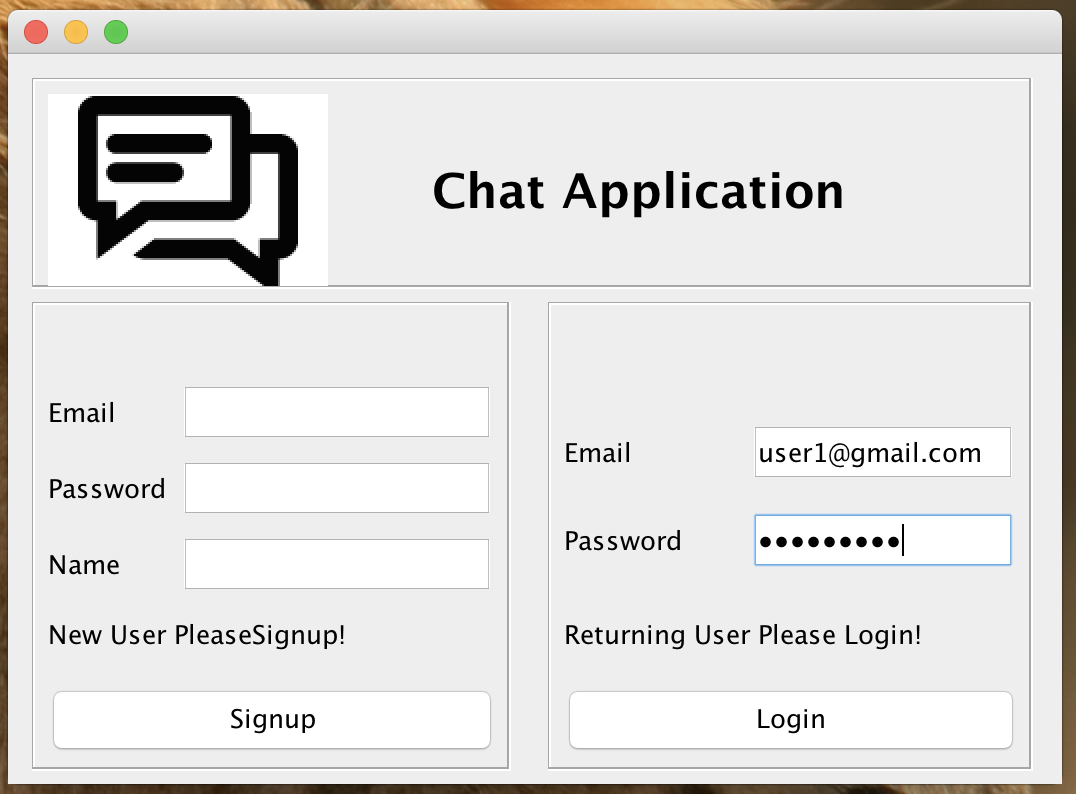 Chat Application
Email
Password
Name
New User PleaseSignup!
Signup
Email user1@gmail.com
Password •••••••••
Returning User Please Login!
Login